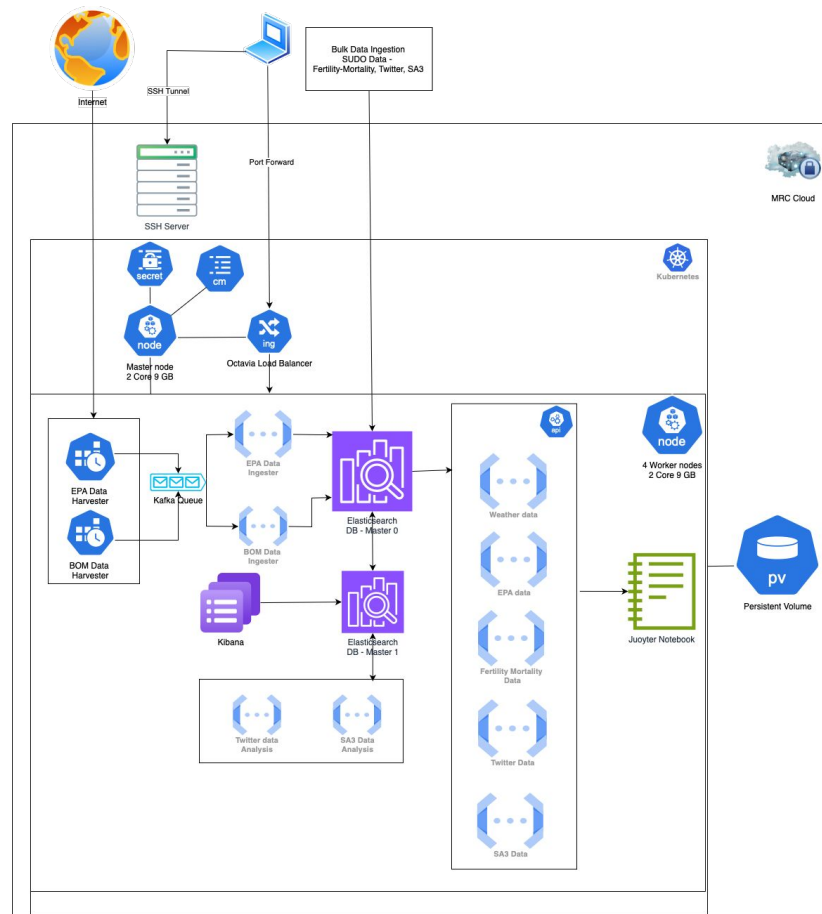 Bulk Data Ingestion
SUDO Data -
Fertility-Mortality, Twitter, SA3
Internet
SSH Tunnel
Port Forward
SSH Server
MRC Cloud
secret
cm
Kubernetes
node
ing
Master node
2 Core 9 GB
Octavia Load Balancer
api
node
4 Worker nodes
2 Core 9 GB
EPA Data
Harvester
BOM Data
Harvester
Kafka Queue
EPA Data
Ingester
BOM Data
Ingester
Elasticsearch
DB - Master 0
Kibana
Elasticsearch
DB - Master 1
Twitter data
Analysis
SA3 Data
Analysis
Weather data
EPA data
Fertility Mortality
Data
Twitter Data
SA3 Data
Juoyter Notebook
pv
Persistent Volume